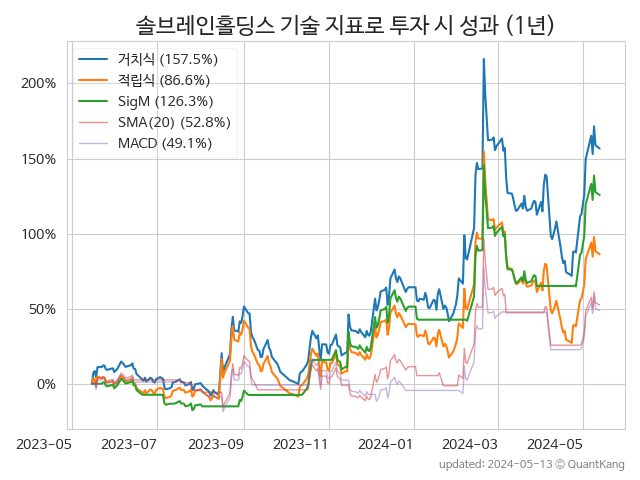 솔브레인홀딩스 기술 지표로 투자 시 성과 (1년)
거치식 (157.5%)
적립식 (86.6%)
SigM (126.3%)
SMA(20) (52.8%)
MACD (49.1%)
200%
150%
100%
50%
0%
2023-05 2023-07 2023-09 2023-11 2024-01 2024-03 2024-05
updated: 2024-05-13 © QuantKang